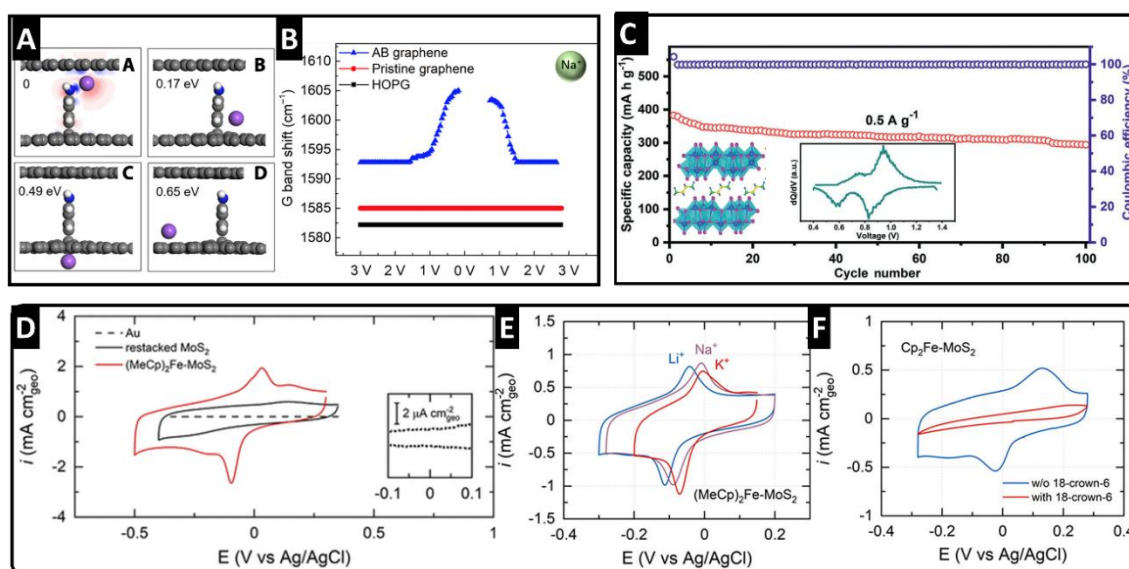 A
A
0
B
0.17 eV
C
0.49 eV
D
0.65 eV
B
G band shift (cm⁻¹)
1610
1605
1600
1593
1590
1585
1580
AB graphene
Pristine graphene
HOPG
Na⁺
3 V 2 V 1 V 0 V 1 V 2 V 3 V
C
Specific capacity (mA h g⁻¹)
550
500
450
400
350
300
250
200
150
100
50
0
0.5 A g⁻¹
dQ/dV (a.u.)
0.4 0.6 0.8 1.0 1.2 1.4
Voltage (V)
0 20 40 60 80 100
Cycle number
100
80
60
40
20
0
Coulombic efficiency (%)
D
i (mA cm⁻²geo)
4
2
0
-2
-4
Au
restacked MoS₂
(MeCp)₂Fe-MoS₂
2 μA cm⁻²geo
-0.1 0 0.1
-0.5 0 0.5 1
E (V vs Ag/AgCl)
E
i (mA cm⁻²geo)
1.5
1
0.5
0
-0.5
-1
-1.5
Li⁺
Na⁺
K⁺
(MeCp)₂Fe-MoS₂
-0.4 -0.2 0 0.2
E (V vs Ag/AgCl)
F
i (mA cm⁻²geo)
1
0.5
0
-0.5
-1
Cp₂Fe-MoS₂
w/o 18-crown-6
with 18-crown-6
-0.4 -0.2 0 0.2 0.4
E (V vs Ag/AgCl)